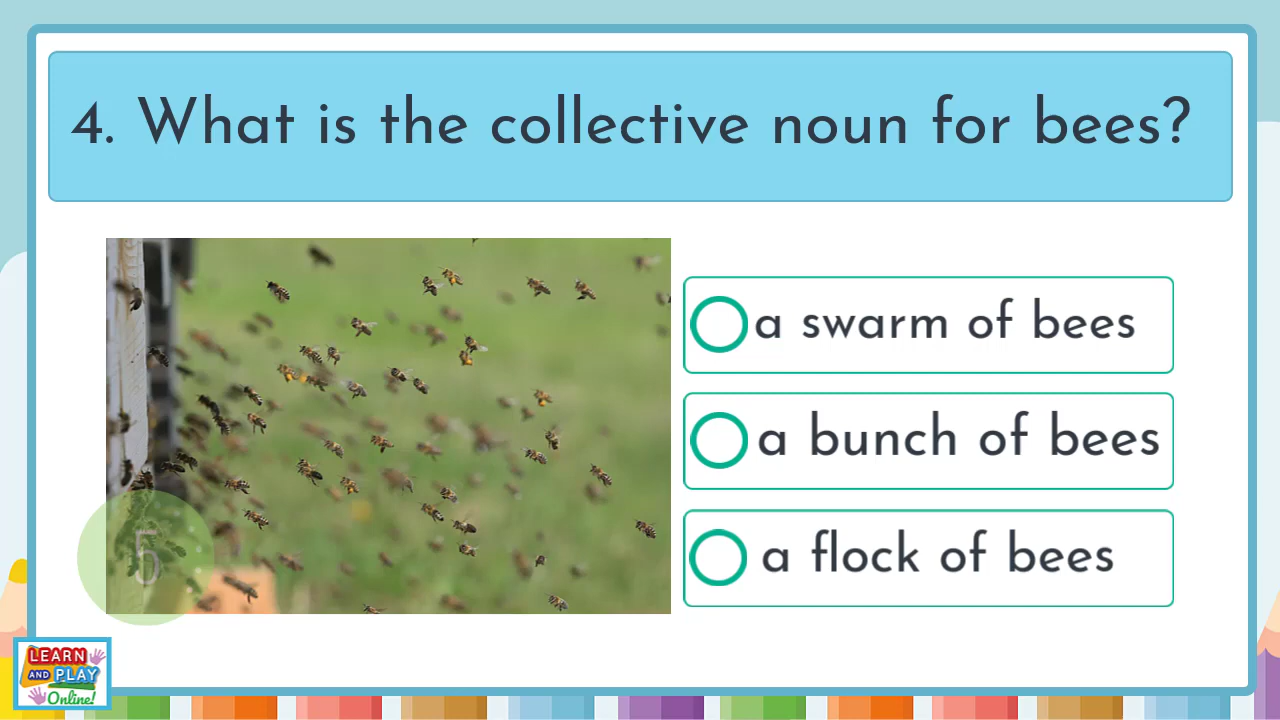 4. What is the collective noun for bees?
a swarm of bees
a bunch of bees
a flock of bees
5
LEARN
AND PLAY
Online!